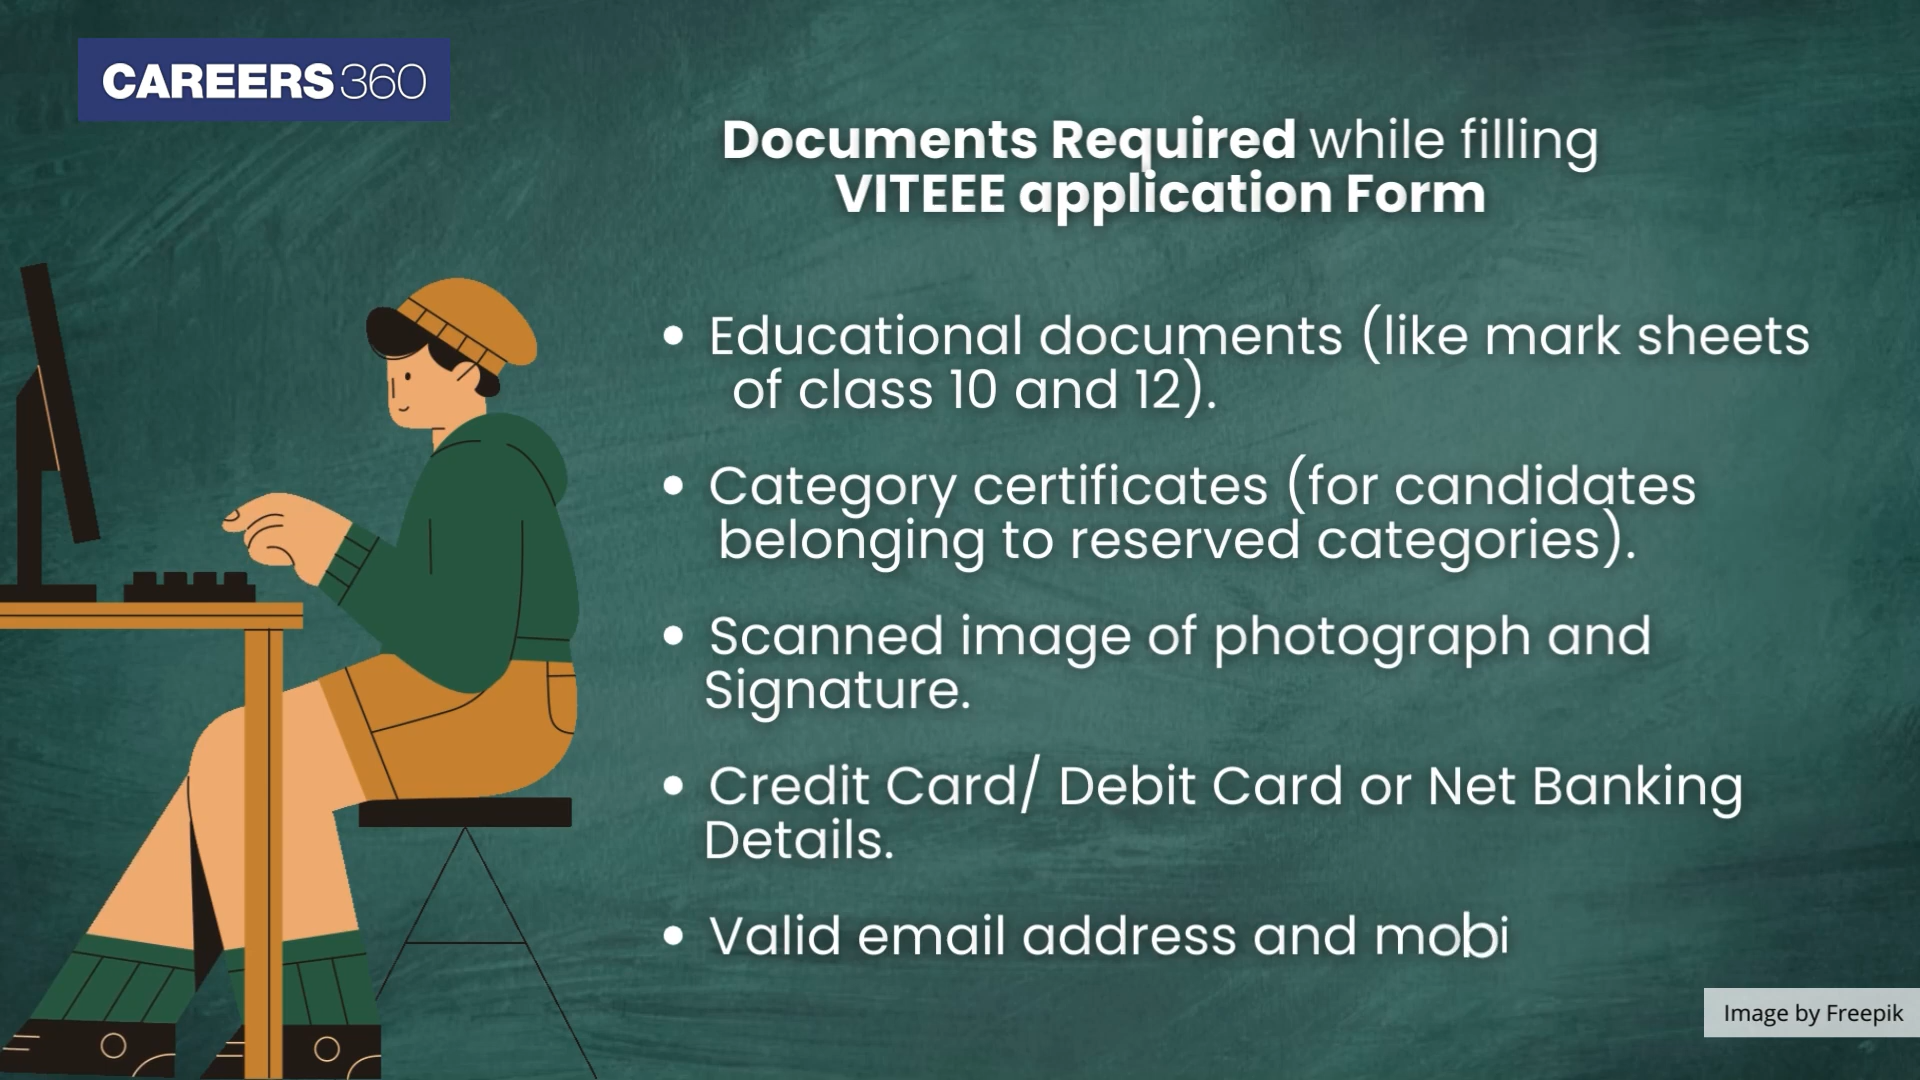 CAREERS360
Documents Required while filling
VITEEE application Form
• Educational documents (like mark sheets
of class 10 and 12).
• Category certificates (for candidates
belonging to reserved categories).
• Scanned image of photograph and
Signature.
• Credit Card/ Debit Card or Net Banking
Details.
• Valid email address and mobi
Image by Freepik